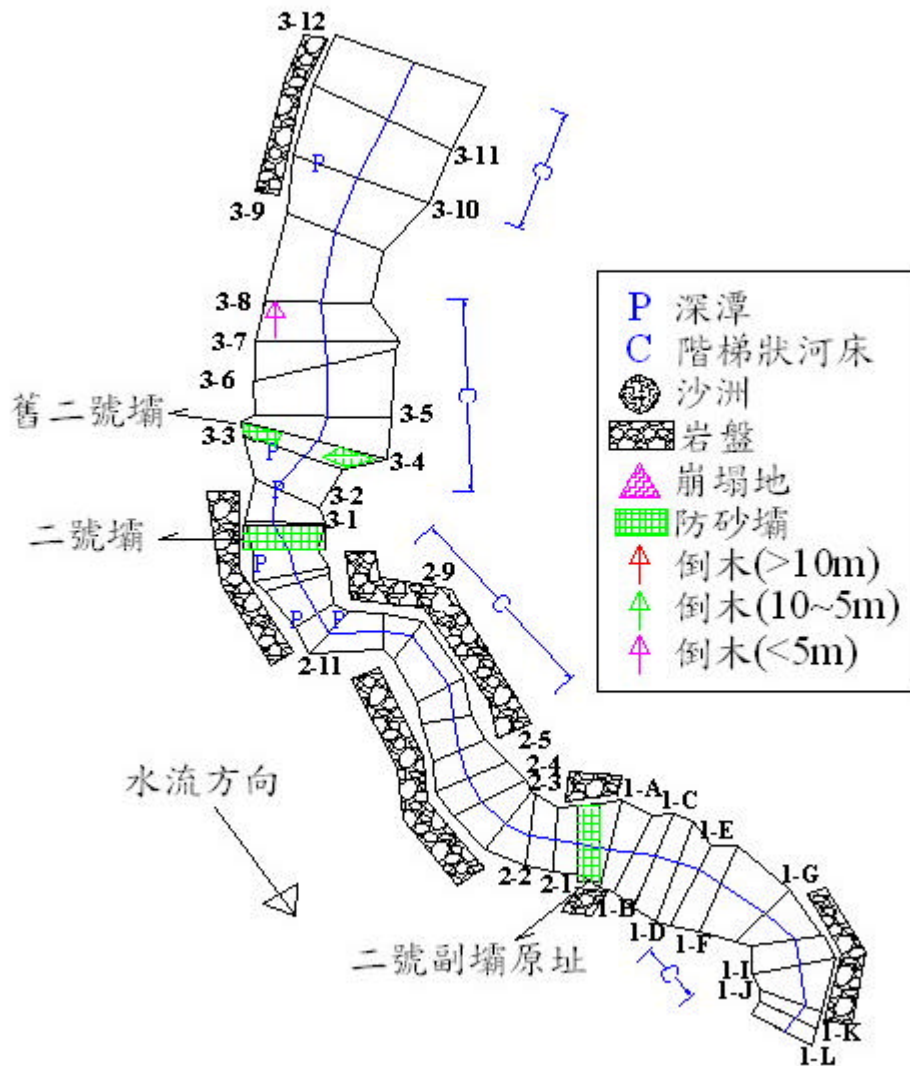 3-12
P
3-11
C
3-9
3-10
3-8
3-7
3-6
C
舊二號壩
3-3
3-5
P
3-4
P
3-2
3-1
二號壩
P
2-9
C
P
P
2-11
2-5
2-4
2-3
水流方向
1-A
1-C
1-E
1-G
2-2
2-1
1-B
1-D
1-F
二號副壩原址
C
1-I
1-J
1-K
1-L
P 深潭
C 階梯狀河床
沙洲
岩盤
崩塌地
防砂壩
倒木(>10m)
倒木(10~5m)
倒木(<5m)